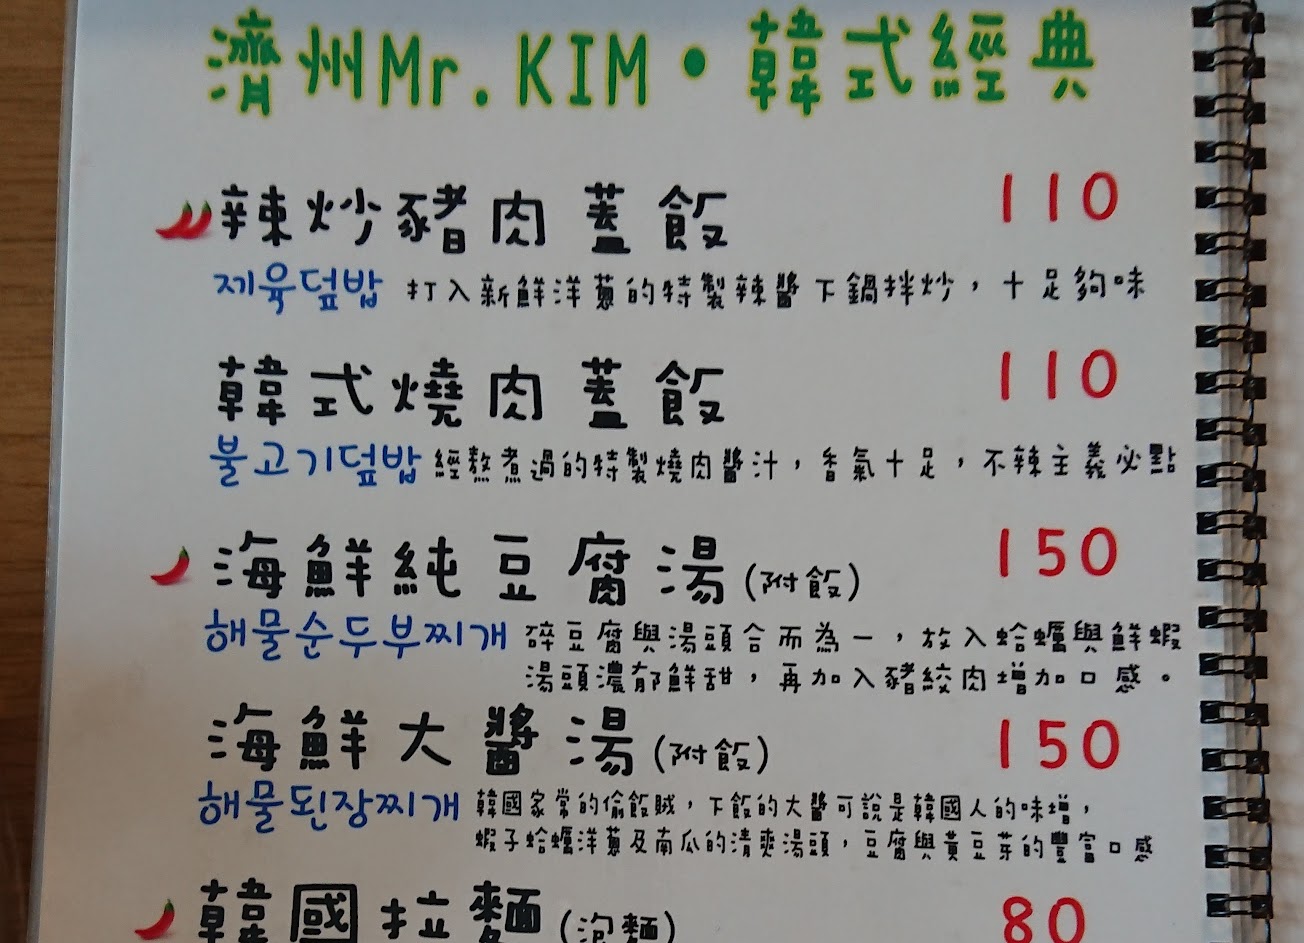 濟州Mr.KIM•韓式經典
辣炒豬肉蓋飯 110
제육덮밥 打入新鮮洋蔥的特製辣醬下鍋拌炒，十足夠味
韓式燒肉蓋飯 110
불고기덮밥 經熬煮過的特製燒肉醬汁，香氣十足，不辣主義必點
海鮮純豆腐湯(附飯) 150
해물순두부찌개 碎豆腐與湯頭合而為一，放入蛤蠣與鮮蝦
湯頭濃郁鮮甜，再加入豬絞肉增加口感。
海鮮大醬湯(附飯) 150
해물된장찌개 韓國家常的偷飯賊，下飯的大醬可說是韓國人的味增，
蝦子蛤蠣洋蔥及南瓜的清爽湯頭，豆腐與黃豆芽的豐富口感
韓國拉麵(泡麵) 80